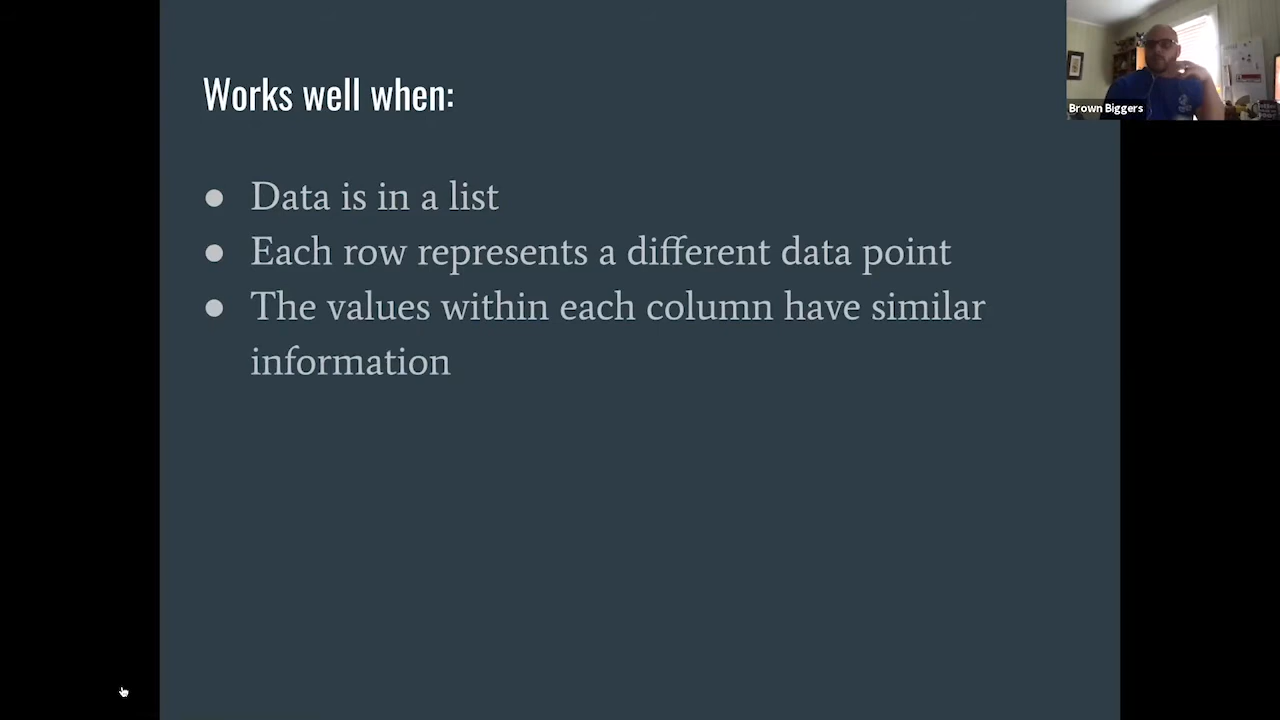 Works well when:
● Data is in a list
● Each row represents a different data point
● The values within each column have similar
information
Brown Biggers